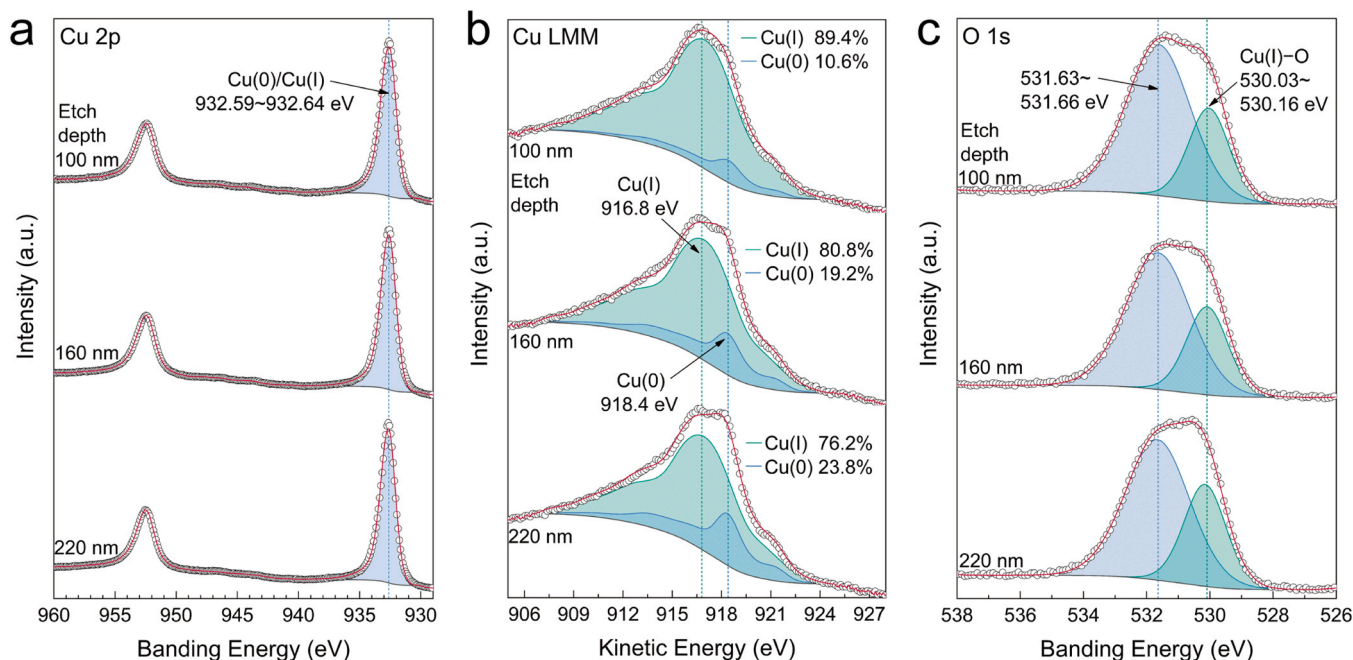 a
Cu 2p
Cu(0)/Cu(I)
932.59~932.64 eV
Etch
depth
100 nm
160 nm
220 nm
Intensity (a.u.)
960 955 950 945 940 935 930
Banding Energy (eV)
b
Cu LMM
Cu(I) 89.4%
Cu(0) 10.6%
100 nm
Etch
depth
Cu(I)
916.8 eV
Cu(I) 80.8%
Cu(0) 19.2%
160 nm
Cu(0)
918.4 eV
Cu(I) 76.2%
Cu(0) 23.8%
220 nm
Intensity (a.u.)
905 909 913 917 921 924 927
Kinetic Energy (eV)
c
O 1s
Cu(I)–O
530.03~
530.16 eV
531.63~
531.66 eV
Etch
depth
100 nm
160 nm
220 nm
Intensity (a.u.)
538 536 534 532 530 528 526
Banding Energy (eV)